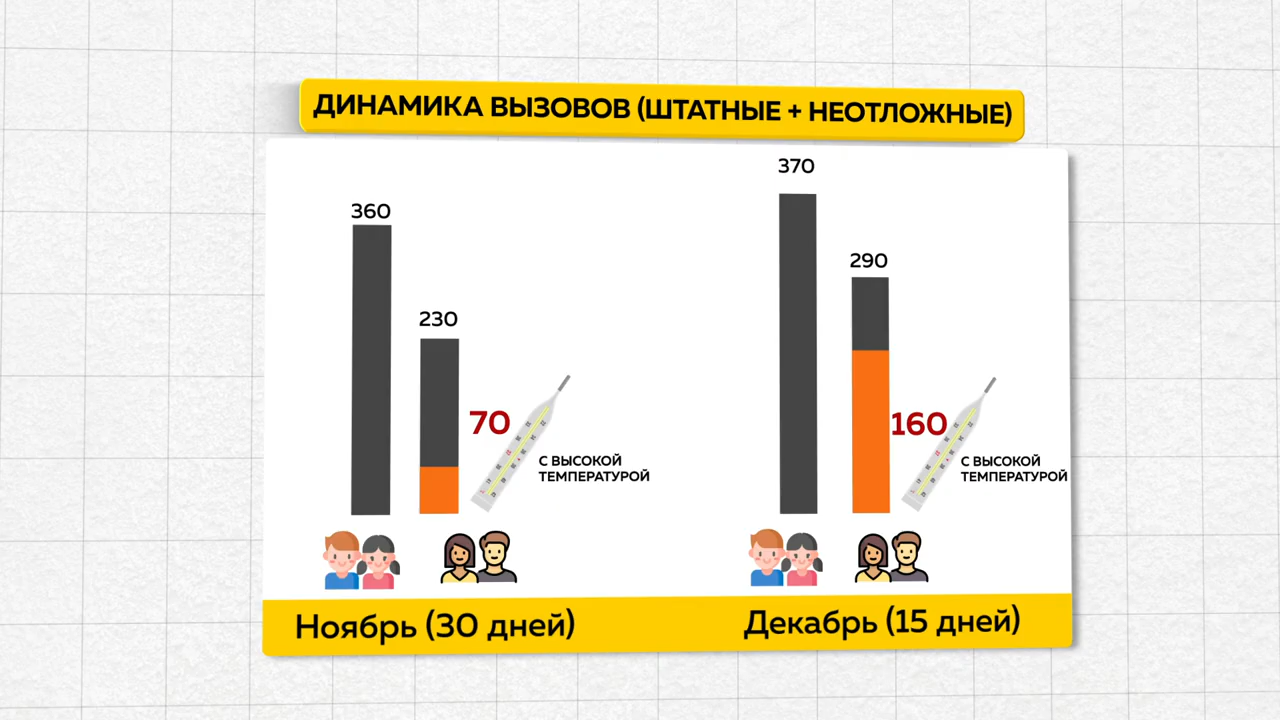 ДИНАМИКА ВЫЗОВОВ (ШТАТНЫЕ + НЕОТЛОЖНЫЕ)
360
230
70
С ВЫСОКОЙ
ТЕМПЕРАТУРОЙ
370
290
160
С ВЫСОКОЙ
ТЕМПЕРАТУРОЙ
Ноябрь (30 дней)
Декабрь (15 дней)